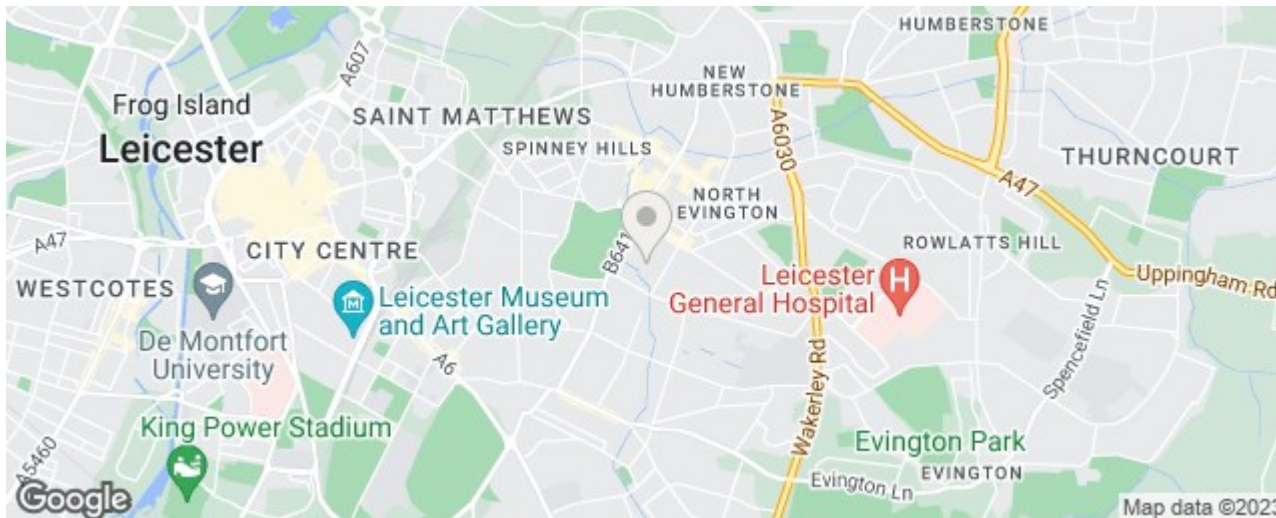 HUMBERSTONE
A607
Frog Island
Leicester
SAINT MATTHEWS
NEW
HUMBERSTONE
SPINNEY HILLS
A6030
THURNCOURT
A47
NORTH
EVINGTON
B641
A47
CITY CENTRE
ROWLATTS HILL
WESTCOTES
Leicester
General Hospital
H
Uppingham Rd
Leicester Museum
and Art Gallery
M
De Montfort
University
A6
Spencefield Ln
Wakerley Rd
King Power Stadium
Evington Park
EVINGTON
A5460
Evington Ln
Google
Map data ©2023